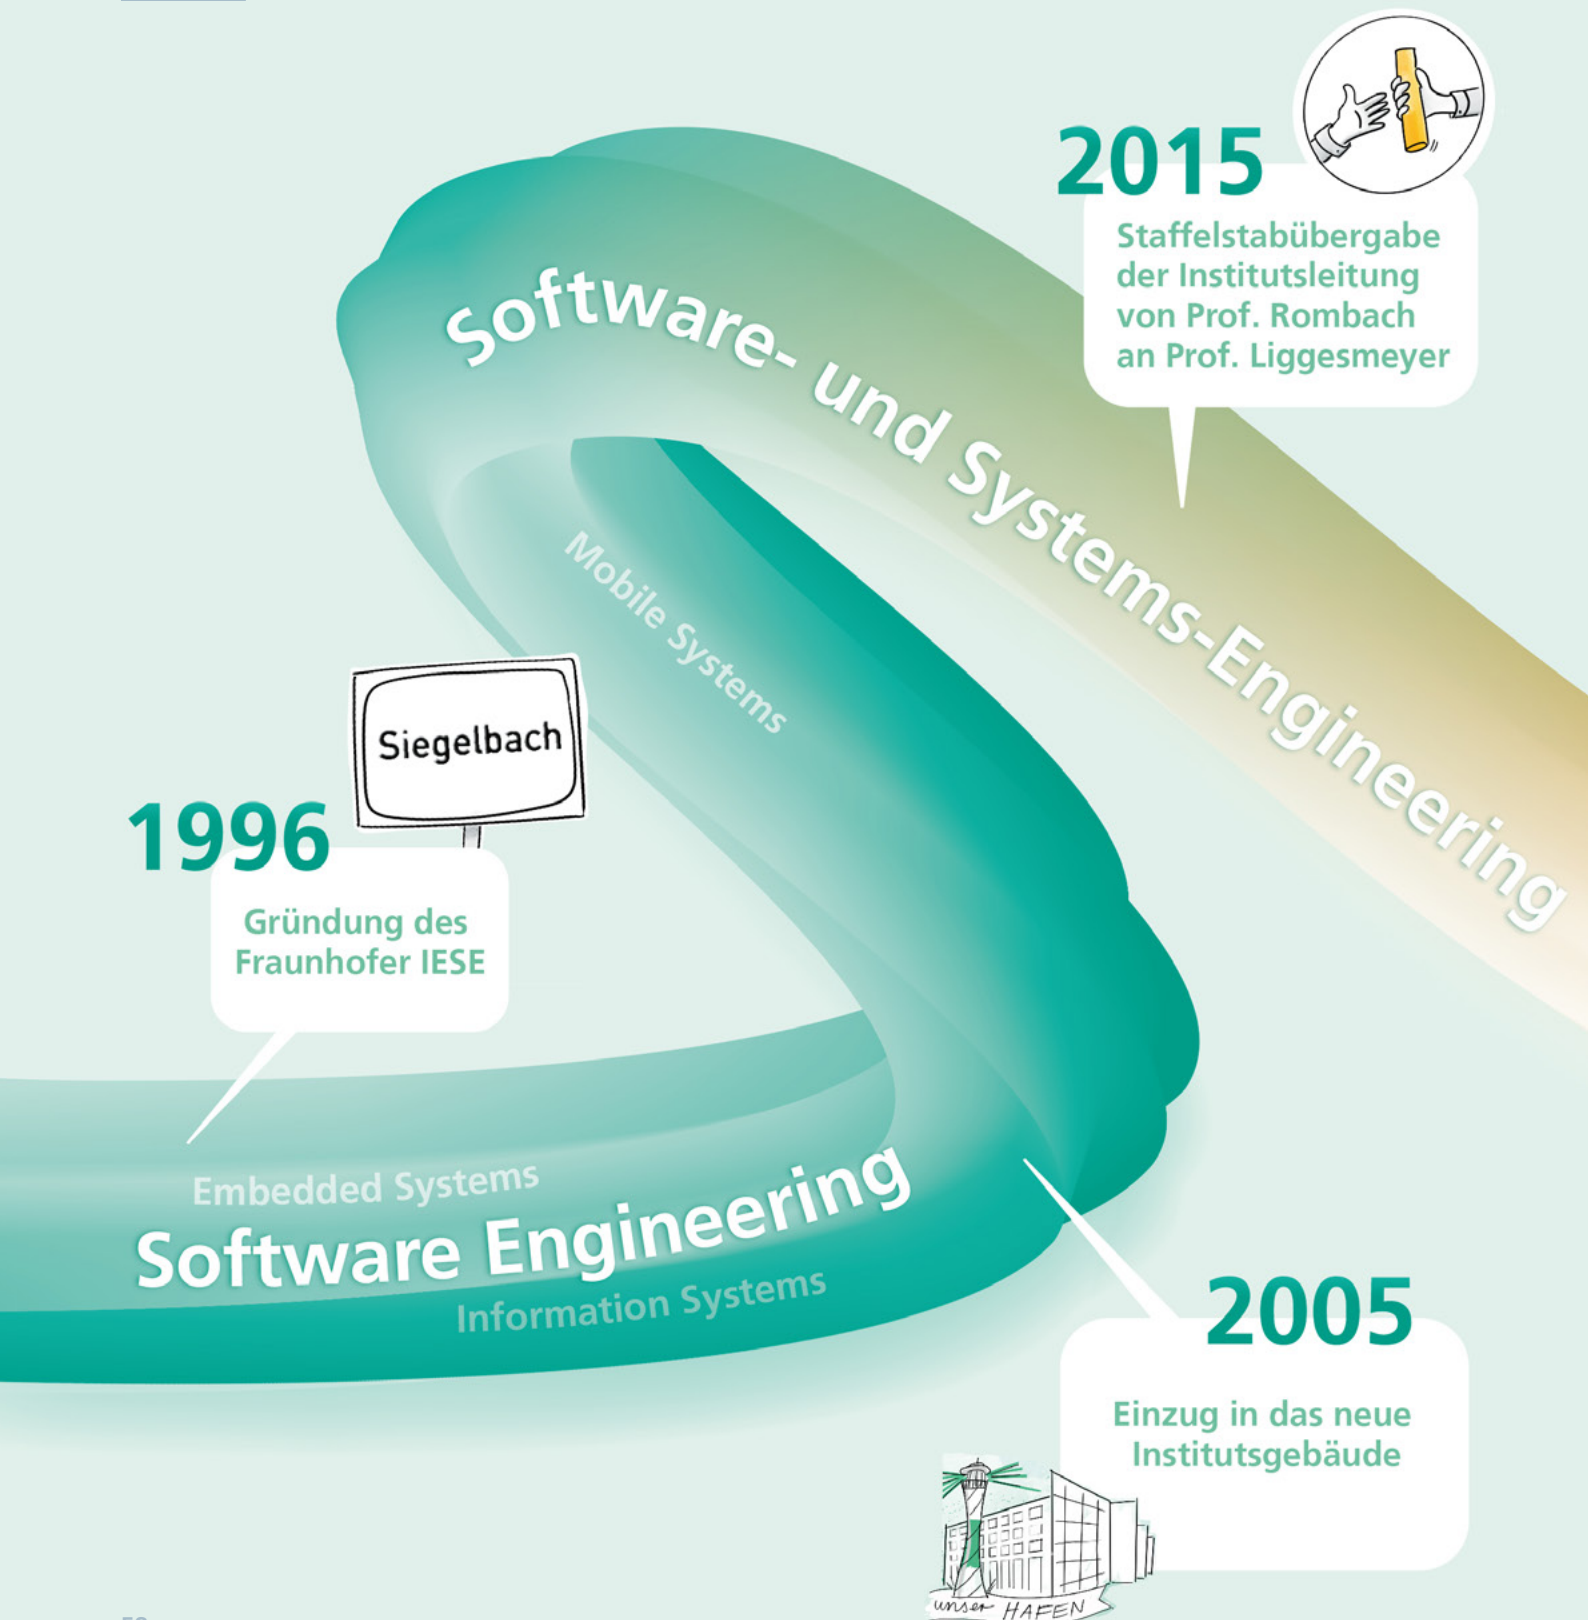 2015
Staffelstabübergabe
der Institutsleitung
von Prof. Rombach
an Prof. Liggesmeyer
Software- und Systems-Engineering
Mobile Systems
Siegelbach
1996
Gründung des
Fraunhofer IESE
Embedded Systems
Software Engineering
Information Systems
2005
Einzug in das neue
Institutsgebäude
unser HAFEN